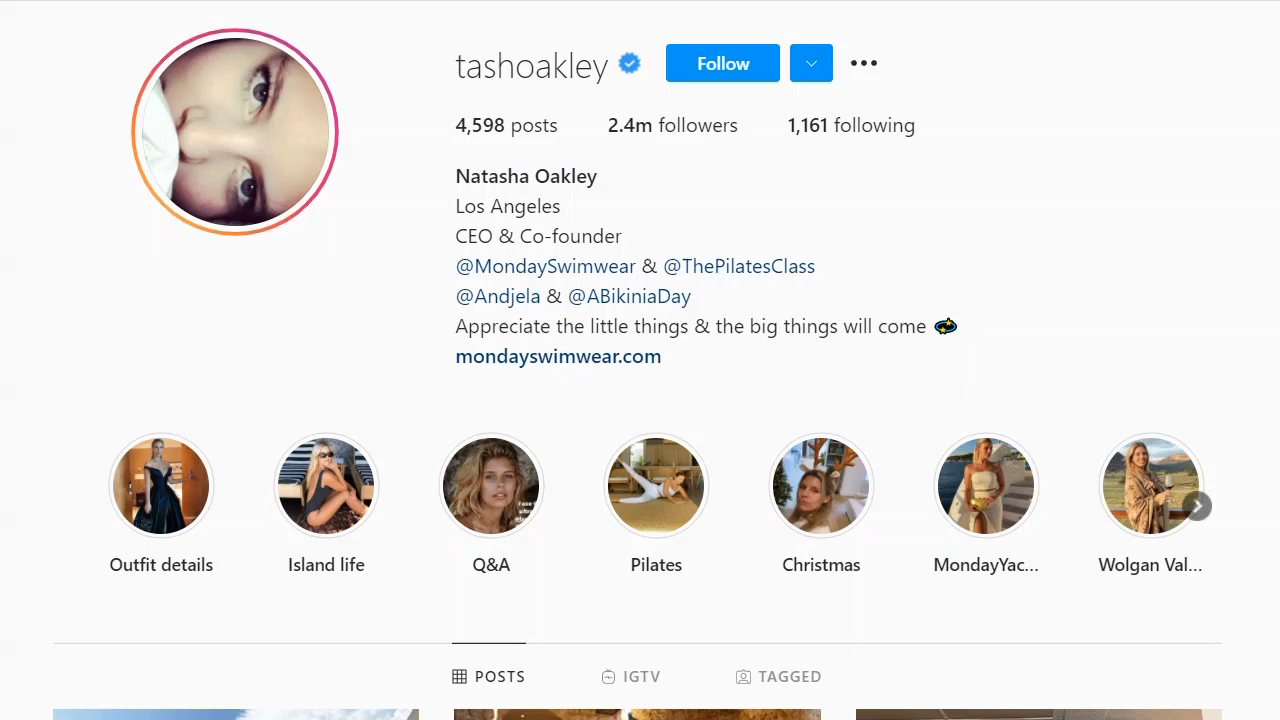 tashoakley Follow
4,598 posts 2.4m followers 1,161 following
Natasha Oakley
Los Angeles
CEO & Co-founder
@MondaySwimwear & @ThePilatesClass
@Andjela & @ABikiniaDay
Appreciate the little things & the big things will come 💫
mondayswimwear.com
Outfit details Island life Q&A Pilates Christmas MondayYac... Wolgan Val...
POSTS IGTV TAGGED